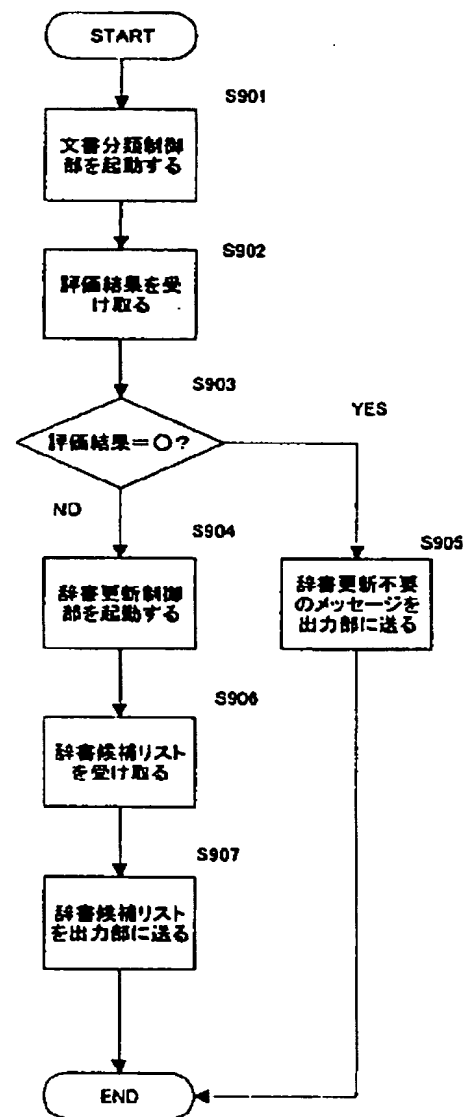 START
S901
文書分類制御
部を起動する
S902
評価結果を受
け取る
S903
評価結果=〇?
YES
NO
S904
辞書更新制御
部を起動する
S905
辞書更新不要
のメッセージを
出力部に送る
S906
辞書候補リスト
を受け取る
S907
辞書候補リスト
を出力部に送る
END